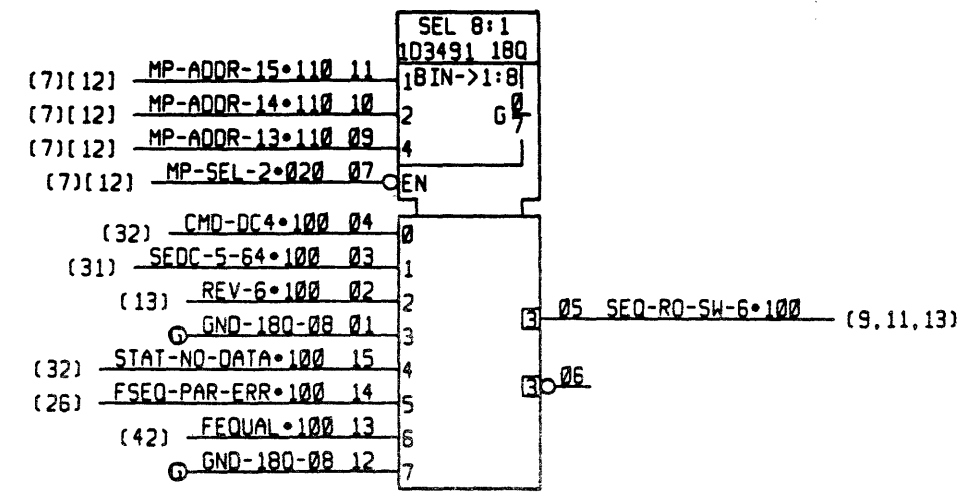 SEL 8:1
1D3491 18Q
(7)[12] MP-ADDR-15•110 11 1 BIN->1:8
(7)[12] MP-ADDR-14•110 10 2 G 0/7
(7)[12] MP-ADDR-13•110 09 4
(7)[12] MP-SEL-2•020 07 EN
(32) CMD-DC4•100 04 0
(31) SEDC-5-64•100 03 1
(13) REV-6•100 02 2
G GND-18Q-08 01 3 3 05 SEQ-RO-SW-6•100 (9,11,13)
(32) STAT-NO-DATA•100 15 4
(26) FSEQ-PAR-ERR•100 14 5 3 06
(42) FEQUAL•100 13 6
G GND-18Q-08 12 7